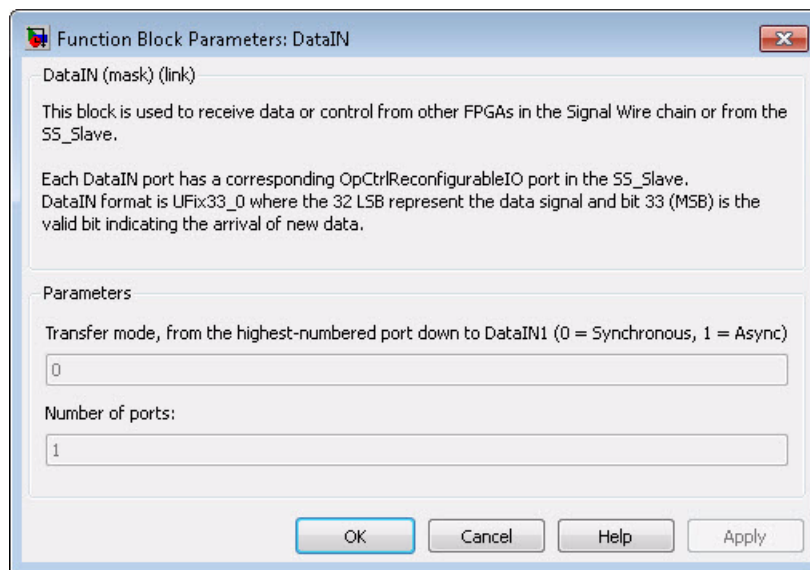 Function Block Parameters: DataIN
DataIN (mask) (link)
This block is used to receive data or control from other FPGAs in the Signal Wire chain or from the
SS_Slave.
Each DataIN port has a corresponding OpCtrlReconfigurableIO port in the SS_Slave.
DataIN format is UFix33_0 where the 32 LSB represent the data signal and bit 33 (MSB) is the
valid bit indicating the arrival of new data.
Parameters
Transfer mode, from the highest-numbered port down to DataIN1 (0 = Synchronous, 1 = Async)
0
Number of ports:
1
OK Cancel Help Apply